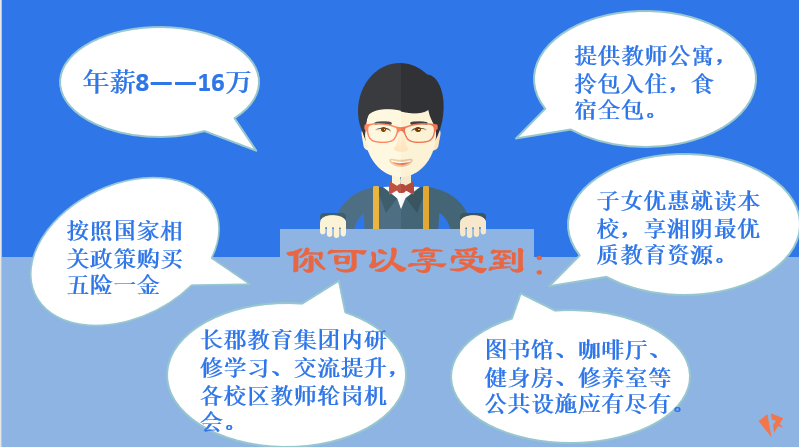 年薪8——16万
提供教师公寓，
拎包入住，食
宿全包。
按照国家相
关政策购买
五险一金
子女优惠就读本
校，享湘阴最优
质教育资源。
你可以享受到：
长郡教育集团内研
修学习、交流提升，
各校区教师轮岗机
会。
图书馆、咖啡厅、
健身房、修养室等
公共设施应有尽有。